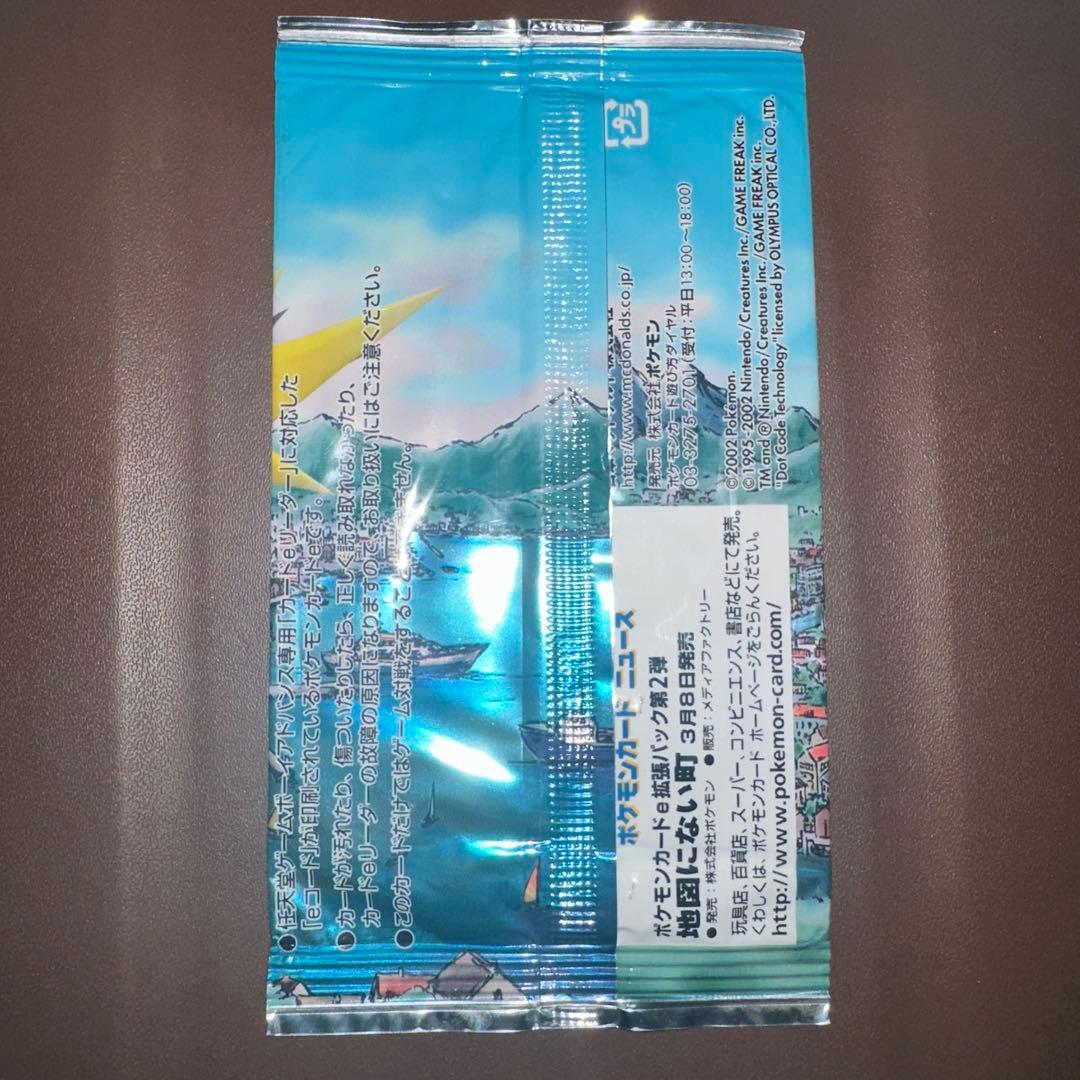 ●任天堂ゲームボーイアドバンス専用「カードeリーダー」に対応した
「eコード」が印刷されているポケモンカードeです。
●カードが汚れたり、傷ついたりしたら、正しく読み取れなかったり、
カードeリーダーの故障の原因になりますので、お取り扱いにはご注意ください。
●このカードだけではゲーム対戦をすること ません。
ポケモンカード ニュース
ポケモンカードe拡張パック第2弾
地図にない町 3月8日発売
●発売：株式会社ポケモン ●販売：メディアファクトリー
玩具店、百貨店、スーパー、コンビニエンス、書店などにて発売。
くわしくは、ポケモンカード ホームページをごらんください。
http://www.pokemon-card.com/
プラ
http://www.mcdonalds.co.jp/
発売元 株式会社ポケモン
ポケモンカード遊び方ダイヤル
03-3275-2701(受付：平日13:00〜18:00)
©2002 Pokémon.
©1995-2002 Nintendo/Creatures Inc./GAME FREAK inc.
TM and ® Nintendo/Creatures Inc./GAME FREAK inc.
"Dot Code Technology" licensed by OLYMPUS OPTICAL CO.,LTD.